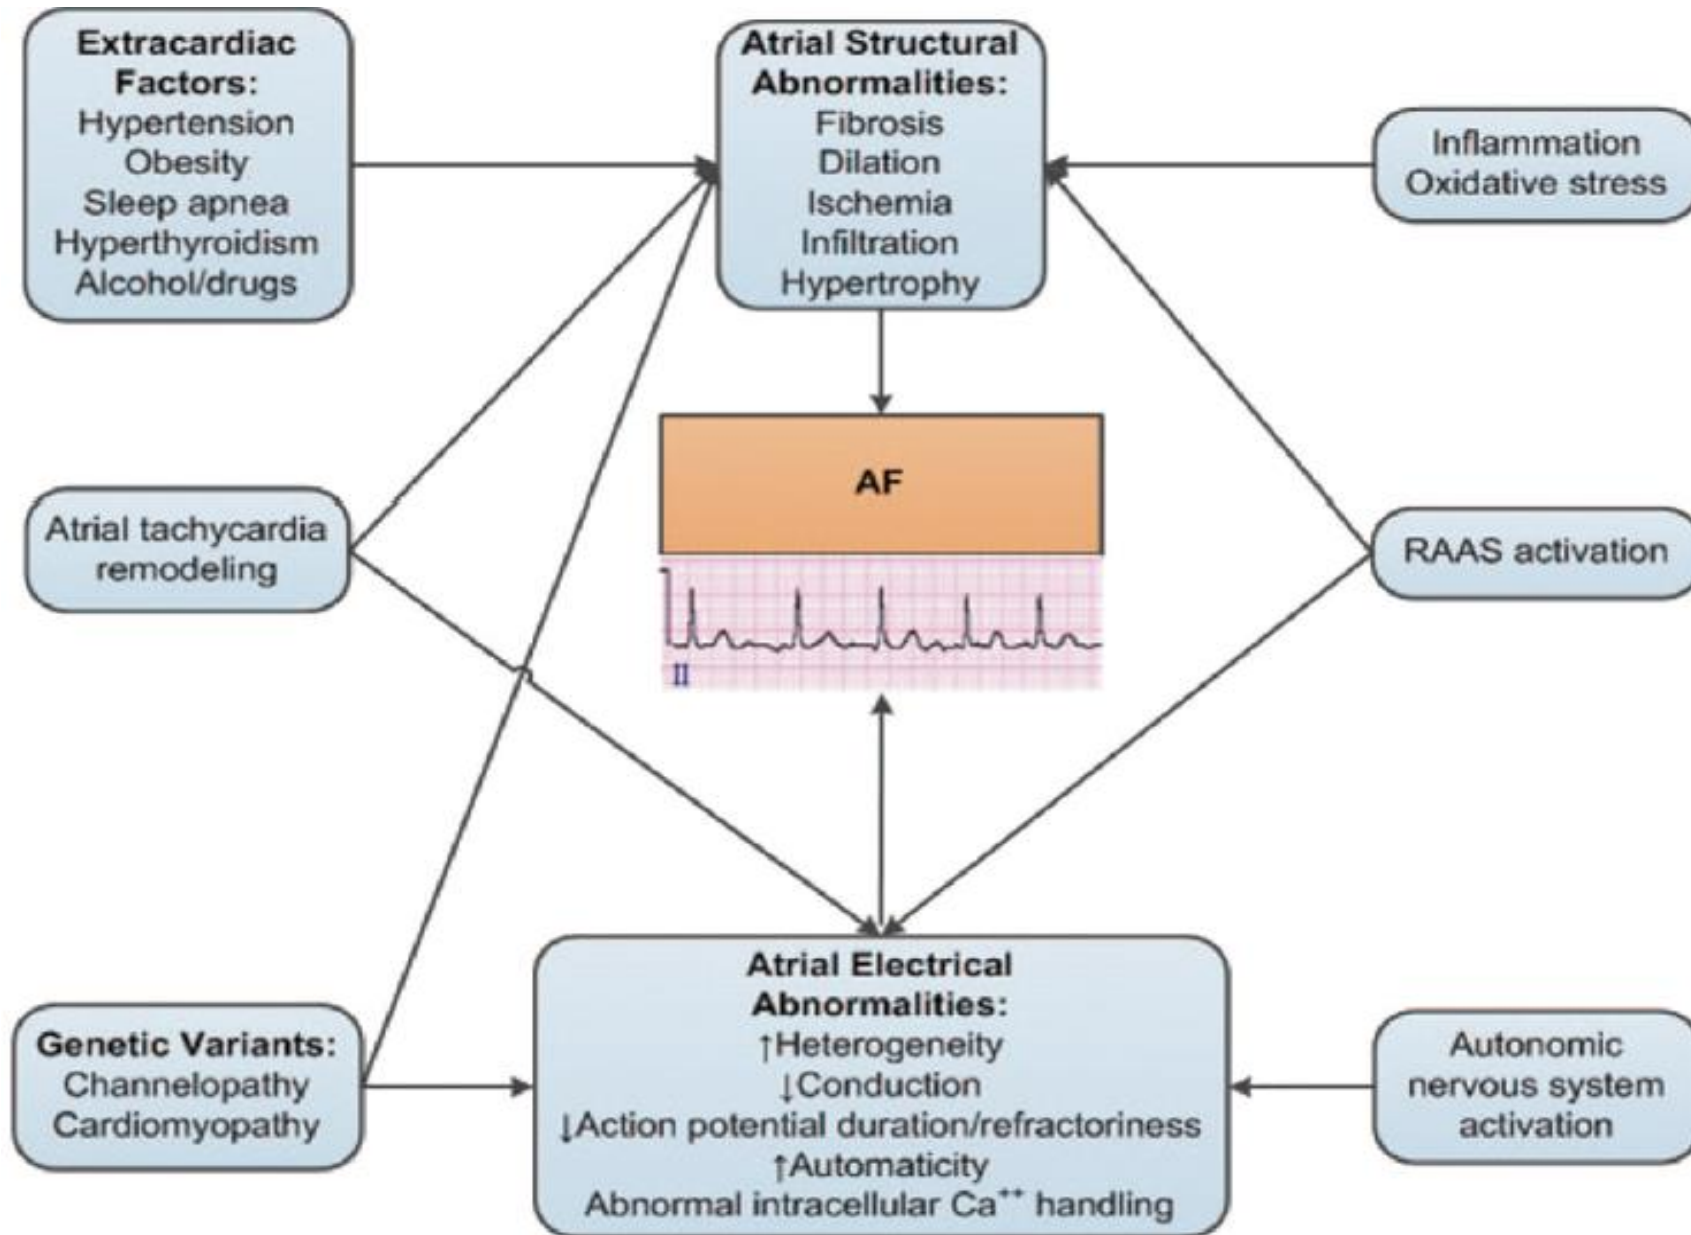 Extracardiac
Factors:
Hypertension
Obesity
Sleep apnea
Hyperthyroidism
Alcohol/drugs
Atrial Structural
Abnormalities:
Fibrosis
Dilation
Ischemia
Infiltration
Hypertrophy
Inflammation
Oxidative stress
AF
Atrial tachycardia
remodeling
RAAS activation
II
Genetic Variants:
Channelopathy
Cardiomyopathy
Atrial Electrical
Abnormalities:
↑Heterogeneity
↓Conduction
↓Action potential duration/refractoriness
↑Automaticity
Abnormal intracellular Ca⁺⁺ handling
Autonomic
nervous system
activation